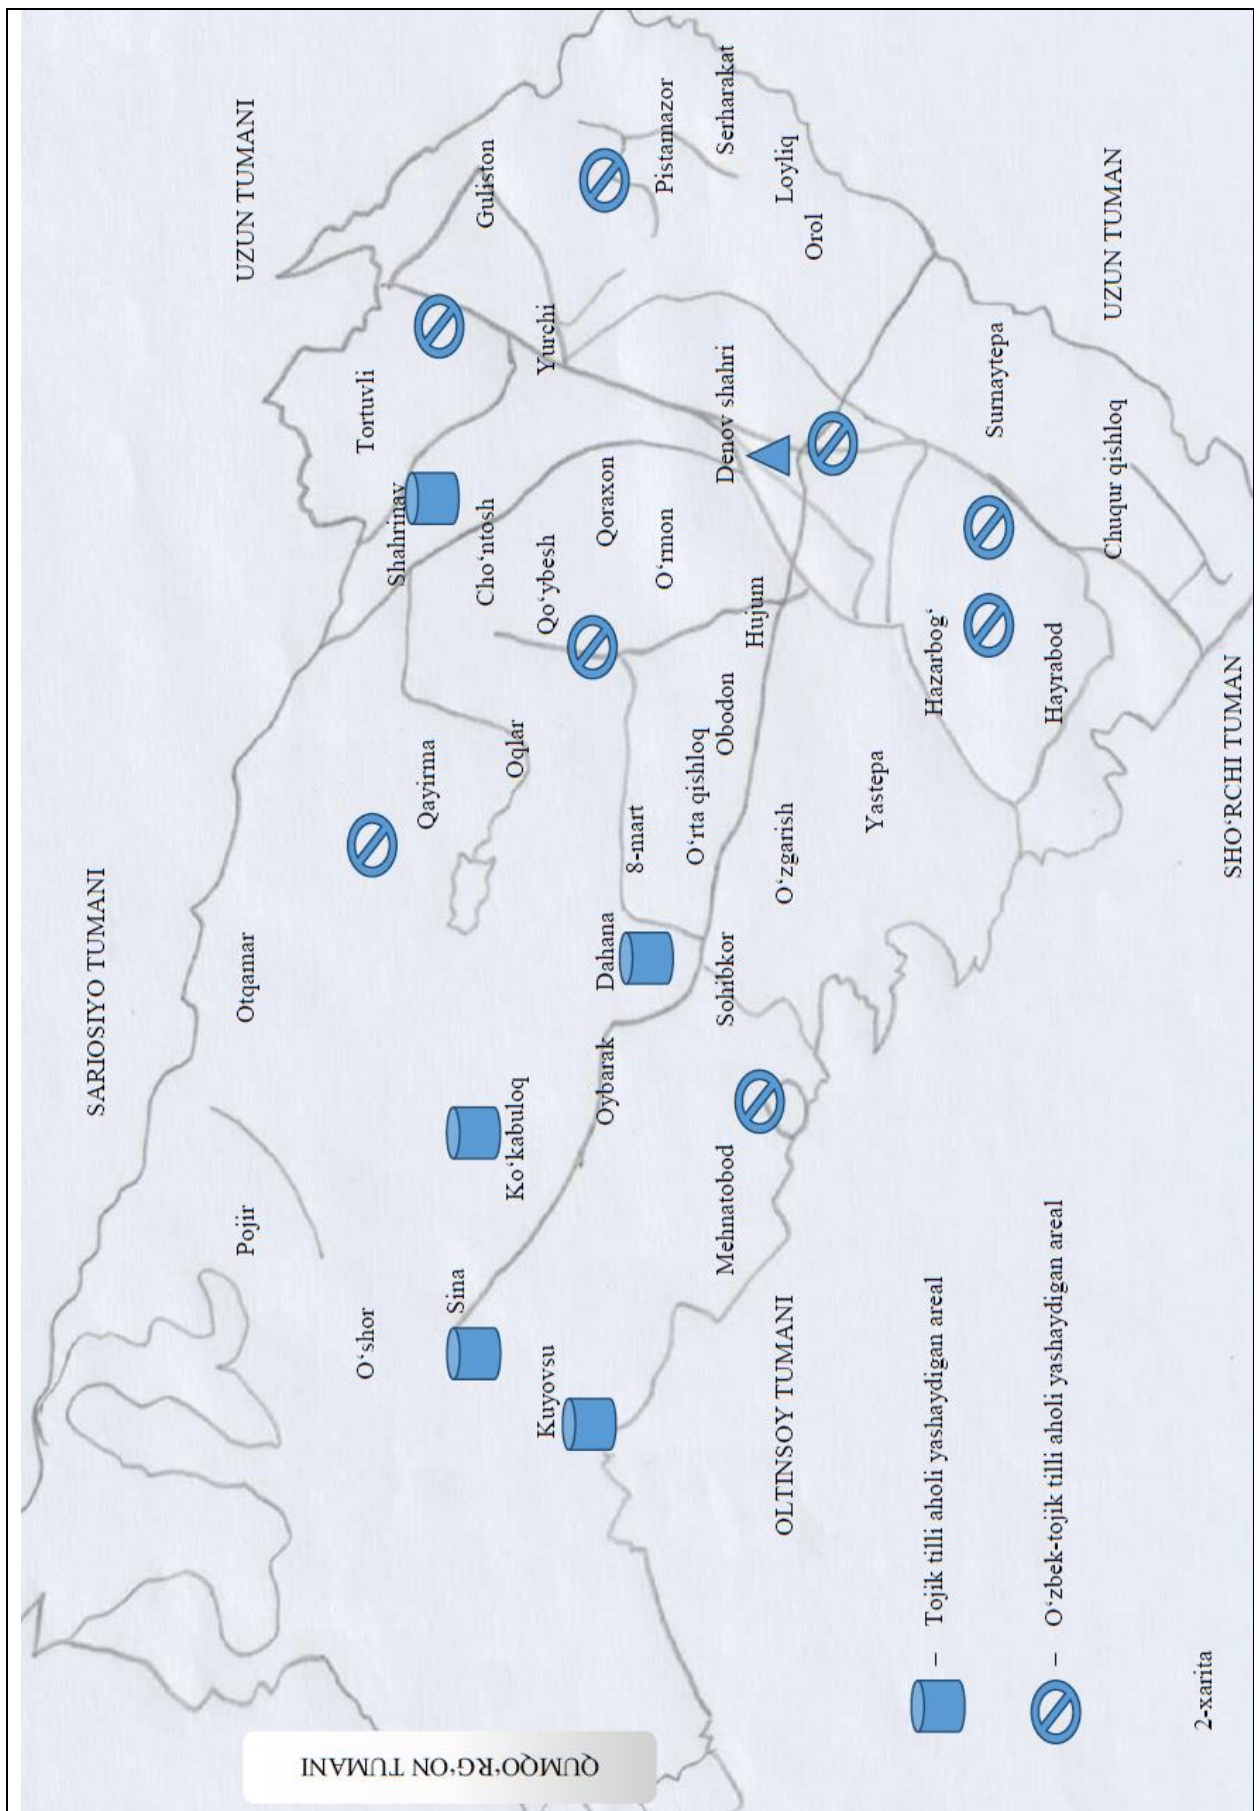 SARIOSIYO TUMANI
UZUN TUMANI
QUMQO‘RG‘ON TUMANI
Pojir
Otqamar
O‘shor
Tortuvli
Shahrinav
Qayirma
Sina
Cho‘ntosh
Guliston
Ko‘kabuloq
Oqlar
Kuyovsu
Qo‘ybesh
Yurchi
Oybarak
Dahana
Qoraxon
8-mart
O‘rmon
Pistamazor
O‘rta qishloq
Mehnatobod
Sohibkor
Obodon
Hujum
Denov shahri
Serharakat
OLTINSOY TUMANI
O‘zgarish
Loyliq
Orol
Yastepa
Hazarbog‘
Surnaytepa
Hayrabod
Chuqur qishloq
UZUN TUMAN
SHO‘RCHI TUMAN
– Tojik tilli aholi yashaydigan areal
– O‘zbek-tojik tilli aholi yashaydigan areal
2-xarita